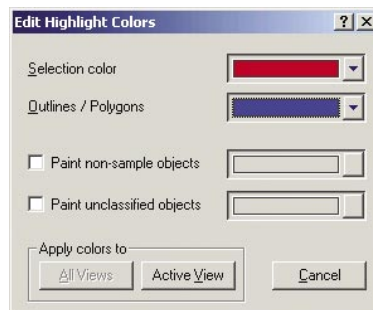 Edit Highlight Colors
Selection color
Outlines / Polygons
Paint non-sample objects
Paint unclassified objects
Apply colors to
All Views
Active View
Cancel